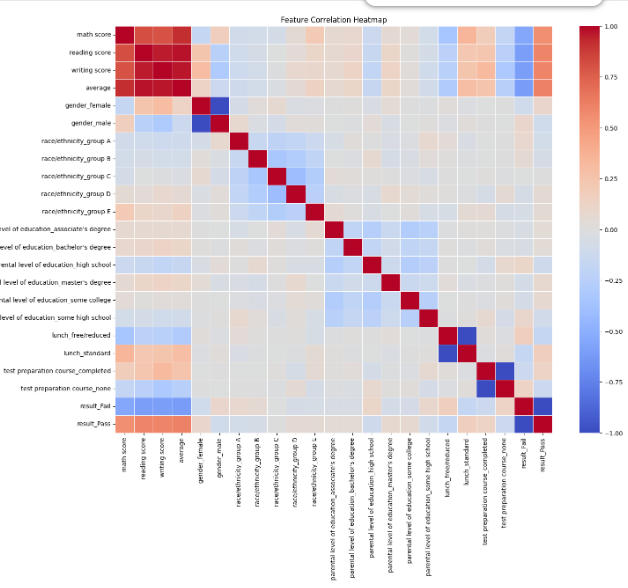 Feature Correlation Heatmap
math score
reading score
writing score
average
gender_female
gender_male
race/ethnicity_group A
race/ethnicity_group B
race/ethnicity_group C
race/ethnicity_group D
race/ethnicity_group E
level of education_associate's degree
level of education_bachelor's degree
ental level of education_high school
l level of education_master's degree
ntal level of education_some college
level of education_some high school
lunch_free/reduced
lunch_standard
test preparation course_completed
test preparation course_none
result_Fail
result_Pass
math score
reading score
writing score
average
gender_female
gender_male
race/ethnicity_group A
race/ethnicity_group B
race/ethnicity_group C
race/ethnicity_group D
race/ethnicity_group E
parental level of education_associate's degree
parental level of education_bachelor's degree
parental level of education_high school
parental level of education_master's degree
parental level of education_some college
parental level of education_some high school
lunch_free/reduced
lunch_standard
test preparation course_completed
test preparation course_none
result_Fail
result_Pass
1.00
0.75
0.50
0.25
0.00
−0.25
−0.50
−0.75
−1.00